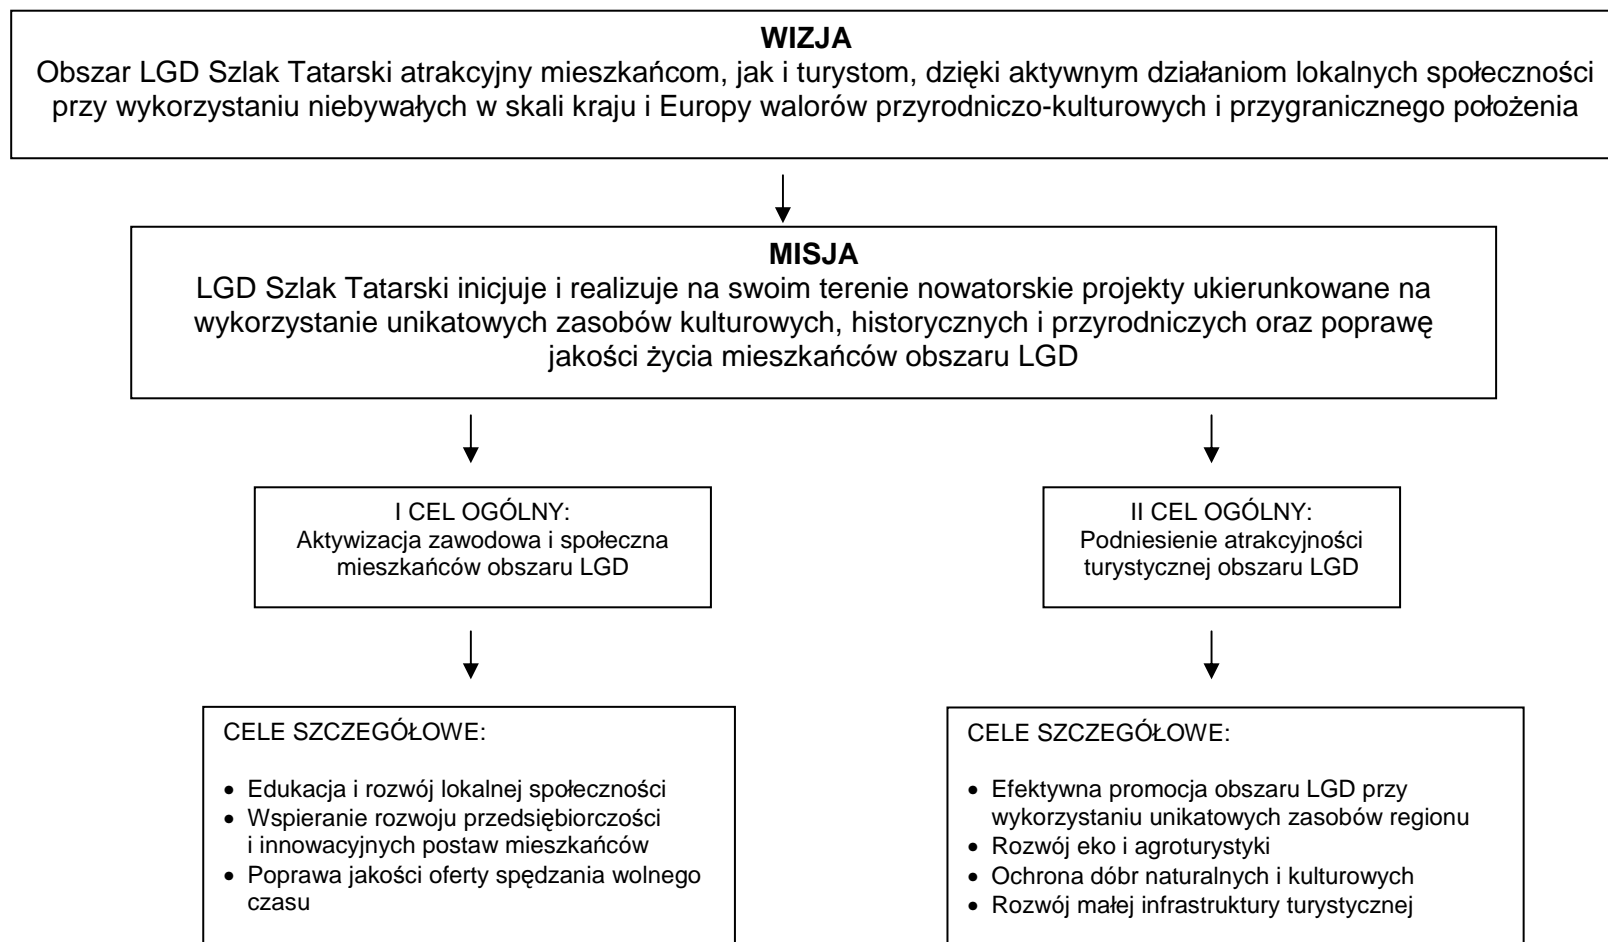 WIZJA
Obszar LGD Szlak Tatarski atrakcyjny mieszkańcom, jak i turystom, dzięki aktywnym działaniom lokalnych społeczności
przy wykorzystaniu niebywałych w skali kraju i Europy walorów przyrodniczo-kulturowych i przygranicznego położenia
MISJA
LGD Szlak Tatarski inicjuje i realizuje na swoim terenie nowatorskie projekty ukierunkowane na
wykorzystanie unikatowych zasobów kulturowych, historycznych i przyrodniczych oraz poprawę
jakości życia mieszkańców obszaru LGD
I CEL OGÓLNY:
Aktywizacja zawodowa i społeczna
mieszkańców obszaru LGD
II CEL OGÓLNY:
Podniesienie atrakcyjności
turystycznej obszaru LGD
CELE SZCZEGÓŁOWE:
• Edukacja i rozwój lokalnej społeczności
• Wspieranie rozwoju przedsiębiorczości
i innowacyjnych postaw mieszkańców
• Poprawa jakości oferty spędzania wolnego
czasu
CELE SZCZEGÓŁOWE:
• Efektywna promocja obszaru LGD przy
wykorzystaniu unikatowych zasobów regionu
• Rozwój eko i agroturystyki
• Ochrona dóbr naturalnych i kulturowych
• Rozwój małej infrastruktury turystycznej